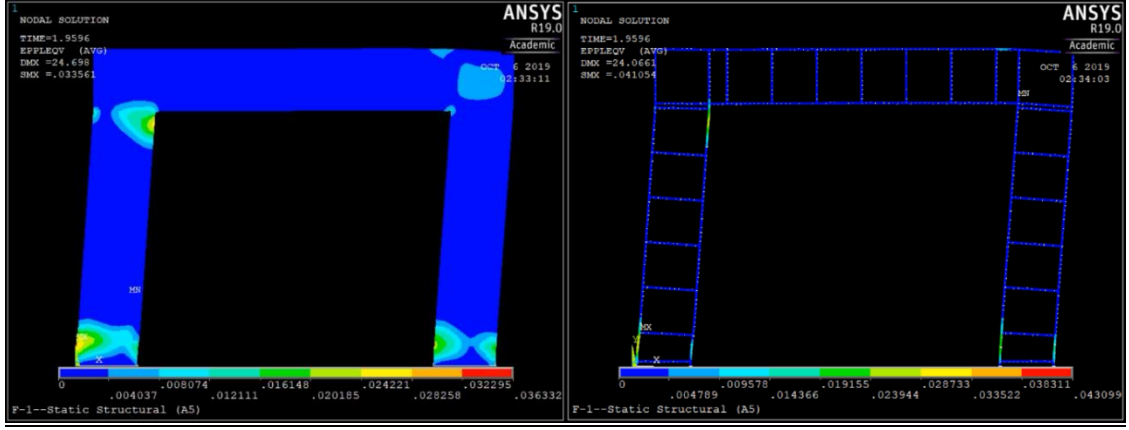 1
NODAL SOLUTION
TIME=1.9596
EPPLEQV (AVG)
DMX=24.698
SMX=.033561
ANSYS
R19.0
Academic
OCT 6 2019
02:33:11
MN
X
0 .008074 .016148 .024221 .032295
.004037 .012111 .020185 .028258 .036332
F-1--Static Structural (A5)
1
NODAL SOLUTION
TIME=1.9596
EPPLEQV (AVG)
DMX=24.0661
SMX=.041054
ANSYS
R19.0
Academic
OCT 6 2019
02:34:03
MN
MX
Y
X
0 .009578 .019155 .028733 .038311
.004789 .014366 .023944 .033522 .043099
F-1--Static Structural (A5)